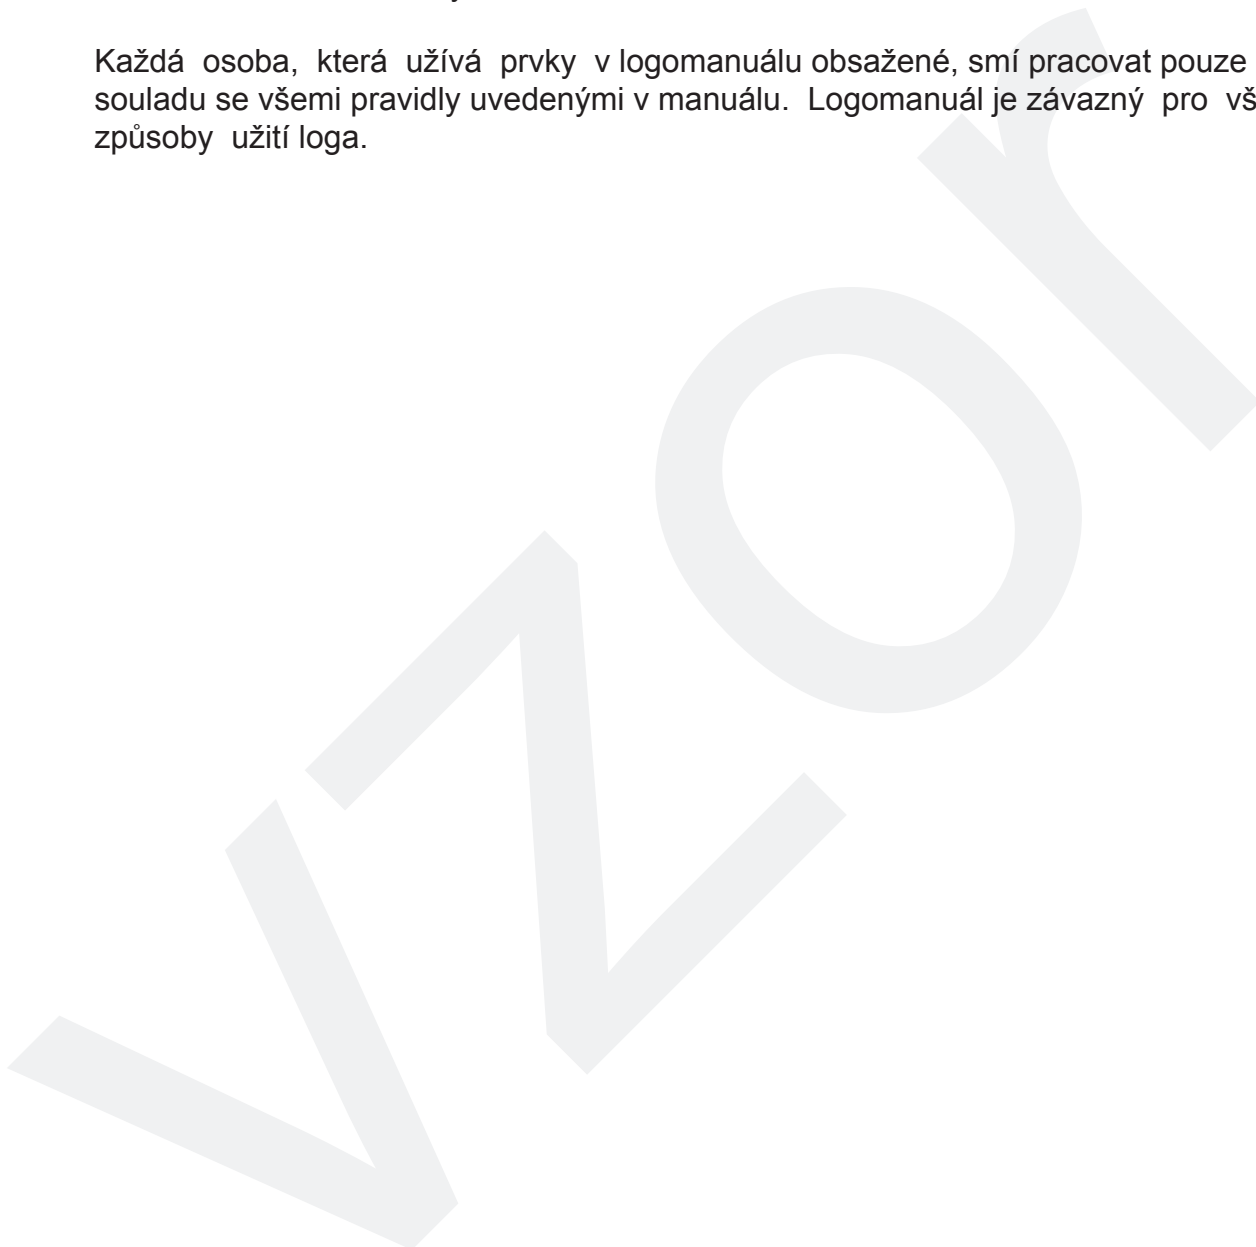 Každá osoba, která užívá prvky v logomanuálu obsažené, smí pracovat pouze
souladu se všemi pravidly uvedenými v manuálu. Logomanuál je závazný pro
způsoby užití loga.
vzor